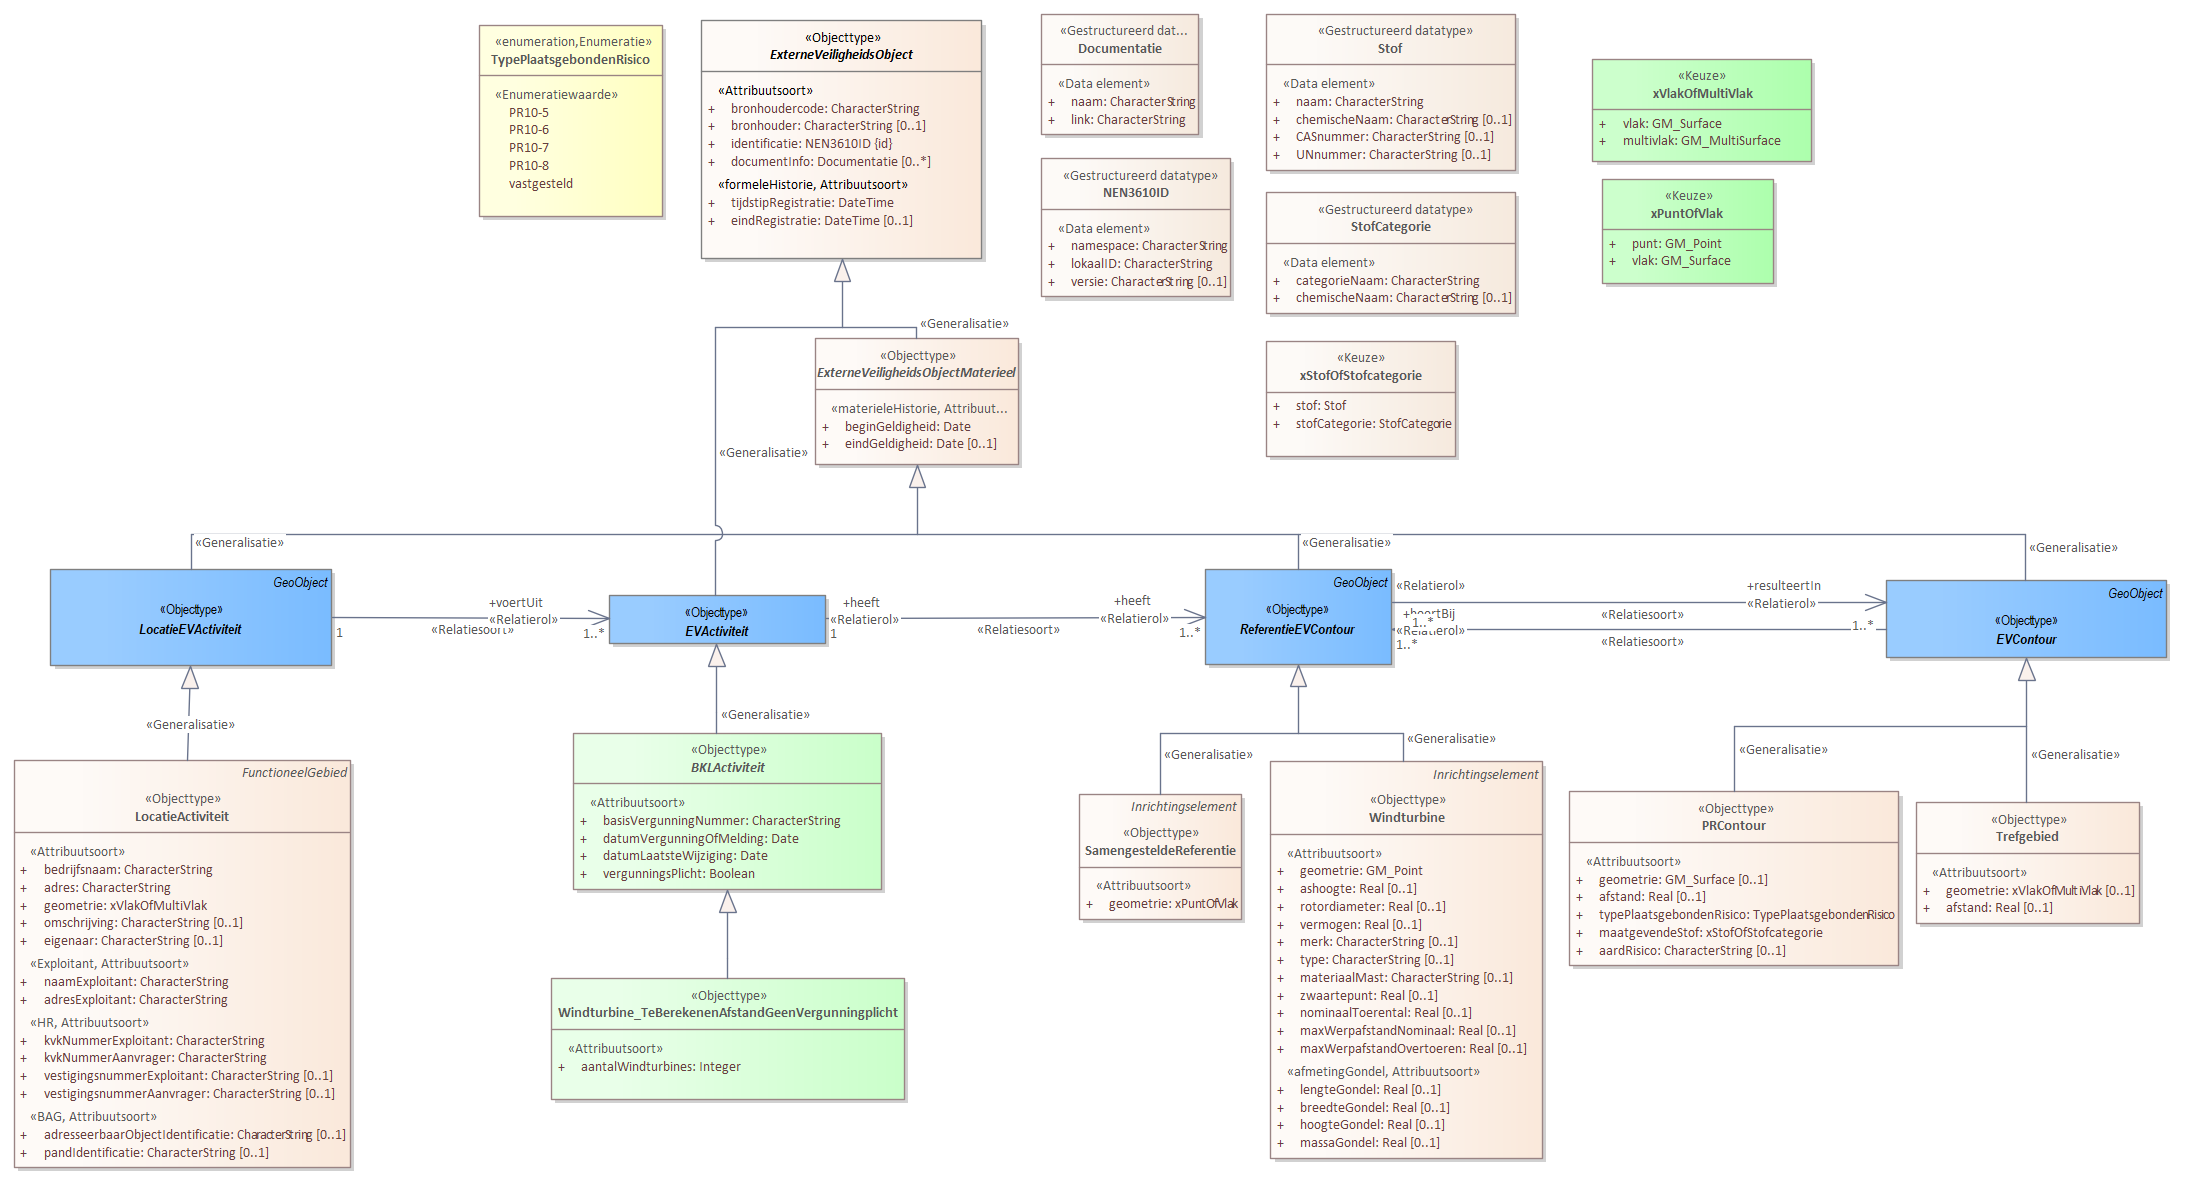 «enumeration,Enumeratie»
TypePlaatsgebondenRisico
«Enumeratiewaarde»
PR10-5
PR10-6
PR10-7
PR10-8
vastgesteld
«Objecttype»
ExterneVeiligheidsObject
«Attribuutsoort»
+ bronhoudercode: CharacterString
+ bronhouder: CharacterString [0..1]
+ identificatie: NEN3610ID {id}
+ documentInfo: Documentatie [0..*]
«formeleHistorie, Attribuutsoort»
+ tijdstipRegistratie: DateTime
+ eindRegistratie: DateTime [0..1]
«Gestructureerd dat...
Documentatie
«Data element»
+ naam: CharacterString
+ link: CharacterString
«Gestructureerd datatype»
NEN3610ID
«Data element»
+ namespace: CharacterString
+ lokaalID: CharacterString
+ versie: CharacterString [0..1]
«Gestructureerd datatype»
Stof
«Data element»
+ naam: CharacterString
+ chemischeNaam: CharacterString [0..1]
+ CASnummer: CharacterString [0..1]
+ UNnummer: CharacterString [0..1]
«Gestructureerd datatype»
StofCategorie
«Data element»
+ categorieNaam: CharacterString
+ chemischeNaam: CharacterString [0..1]
«Keuze»
xStofOfStofcategorie
+ stof: Stof
+ stofCategorie: StofCategorie
«Keuze»
xVlakOfMultiVlak
+ vlak: GM_Surface
+ multivlak: GM_MultiSurface
«Keuze»
xPuntOfVlak
+ punt: GM_Point
+ vlak: GM_Surface
«Generalisatie»
«Objecttype»
ExterneVeiligheidsObjectMaterieel
«materieleHistorie, Attribuut...
+ beginGeldigheid: Date
+ eindGeldigheid: Date [0..1]
«Generalisatie»
«Generalisatie»
«Generalisatie»
«Generalisatie»
GeoObject
«Objecttype»
LocatieEVActiviteit
1
«Relatiesoort»
+voertUit
«Relatierol»
1..*
«Objecttype»
EVActiviteit
+heeft
«Relatierol»
1
«Relatiesoort»
+heeft
«Relatierol»
1..*
GeoObject
«Objecttype»
ReferentieEVContour
«Relatierol»
+hoortBij
1..*
«Relatierol»
1..*
«Relatiesoort»
«Relatiesoort»
+resulteertIn
«Relatierol»
1..*
GeoObject
«Objecttype»
EVContour
«Generalisatie»
FunctioneelGebied
«Objecttype»
LocatieActiviteit
«Attribuutsoort»
+ bedrijfsnaam: CharacterString
+ adres: CharacterString
+ geometrie: xVlakOfMultiVlak
+ omschrijving: CharacterString [0..1]
+ eigenaar: CharacterString [0..1]
«Exploitant, Attribuutsoort»
+ naamExploitant: CharacterString
+ adresExploitant: CharacterString
«HR, Attribuutsoort»
+ kvkNummerExploitant: CharacterString
+ kvkNummerAanvrager: CharacterString
+ vestigingsnummerExploitant: CharacterString [0..1]
+ vestigingsnummerAanvrager: CharacterString [0..1]
«BAG, Attribuutsoort»
+ adresseerbaarObjectIdentificatie: CharacterString [0..1]
+ pandIdentificatie: CharacterString [0..1]
«Generalisatie»
«Objecttype»
BKLActiviteit
«Attribuutsoort»
+ basisVergunningNummer: CharacterString
+ datumVergunningOfMelding: Date
+ datumLaatsteWijziging: Date
+ vergunningsPlicht: Boolean
«Objecttype»
Windturbine_TeBerekenenAfstandGeenVergunningplicht
«Attribuutsoort»
+ aantalWindturbines: Integer
«Generalisatie»
Inrichtingselement
«Objecttype»
SamengesteldeReferentie
«Attribuutsoort»
+ geometrie: xPuntOfVlak
«Generalisatie»
Inrichtingselement
«Objecttype»
Windturbine
«Attribuutsoort»
+ geometrie: GM_Point
+ ashoogte: Real [0..1]
+ rotordiameter: Real [0..1]
+ vermogen: Real [0..1]
+ merk: CharacterString [0..1]
+ type: CharacterString [0..1]
+ materiaalMast: CharacterString [0..1]
+ zwaartepunt: Real [0..1]
+ nominaalToerental: Real [0..1]
+ maxWerpafstandNominaal: Real [0..1]
+ maxWerpafstandOvertoeren: Real [0..1]
«afmetingGondel, Attribuutsoort»
+ lengteGondel: Real [0..1]
+ breedteGondel: Real [0..1]
+ hoogteGondel: Real [0..1]
+ massaGondel: Real [0..1]
«Generalisatie»
«Objecttype»
PRContour
«Attribuutsoort»
+ geometrie: GM_Surface [0..1]
+ afstand: Real [0..1]
+ typePlaatsgebondenRisico: TypePlaatsgebondenRisico
+ maatgevendeStof: xStofOfStofcategorie
+ aardRisico: CharacterString [0..1]
«Generalisatie»
«Objecttype»
Trefgebied
«Attribuutsoort»
+ geometrie: xVlakOfMultiVlak [0..1]
+ afstand: Real [0..1]